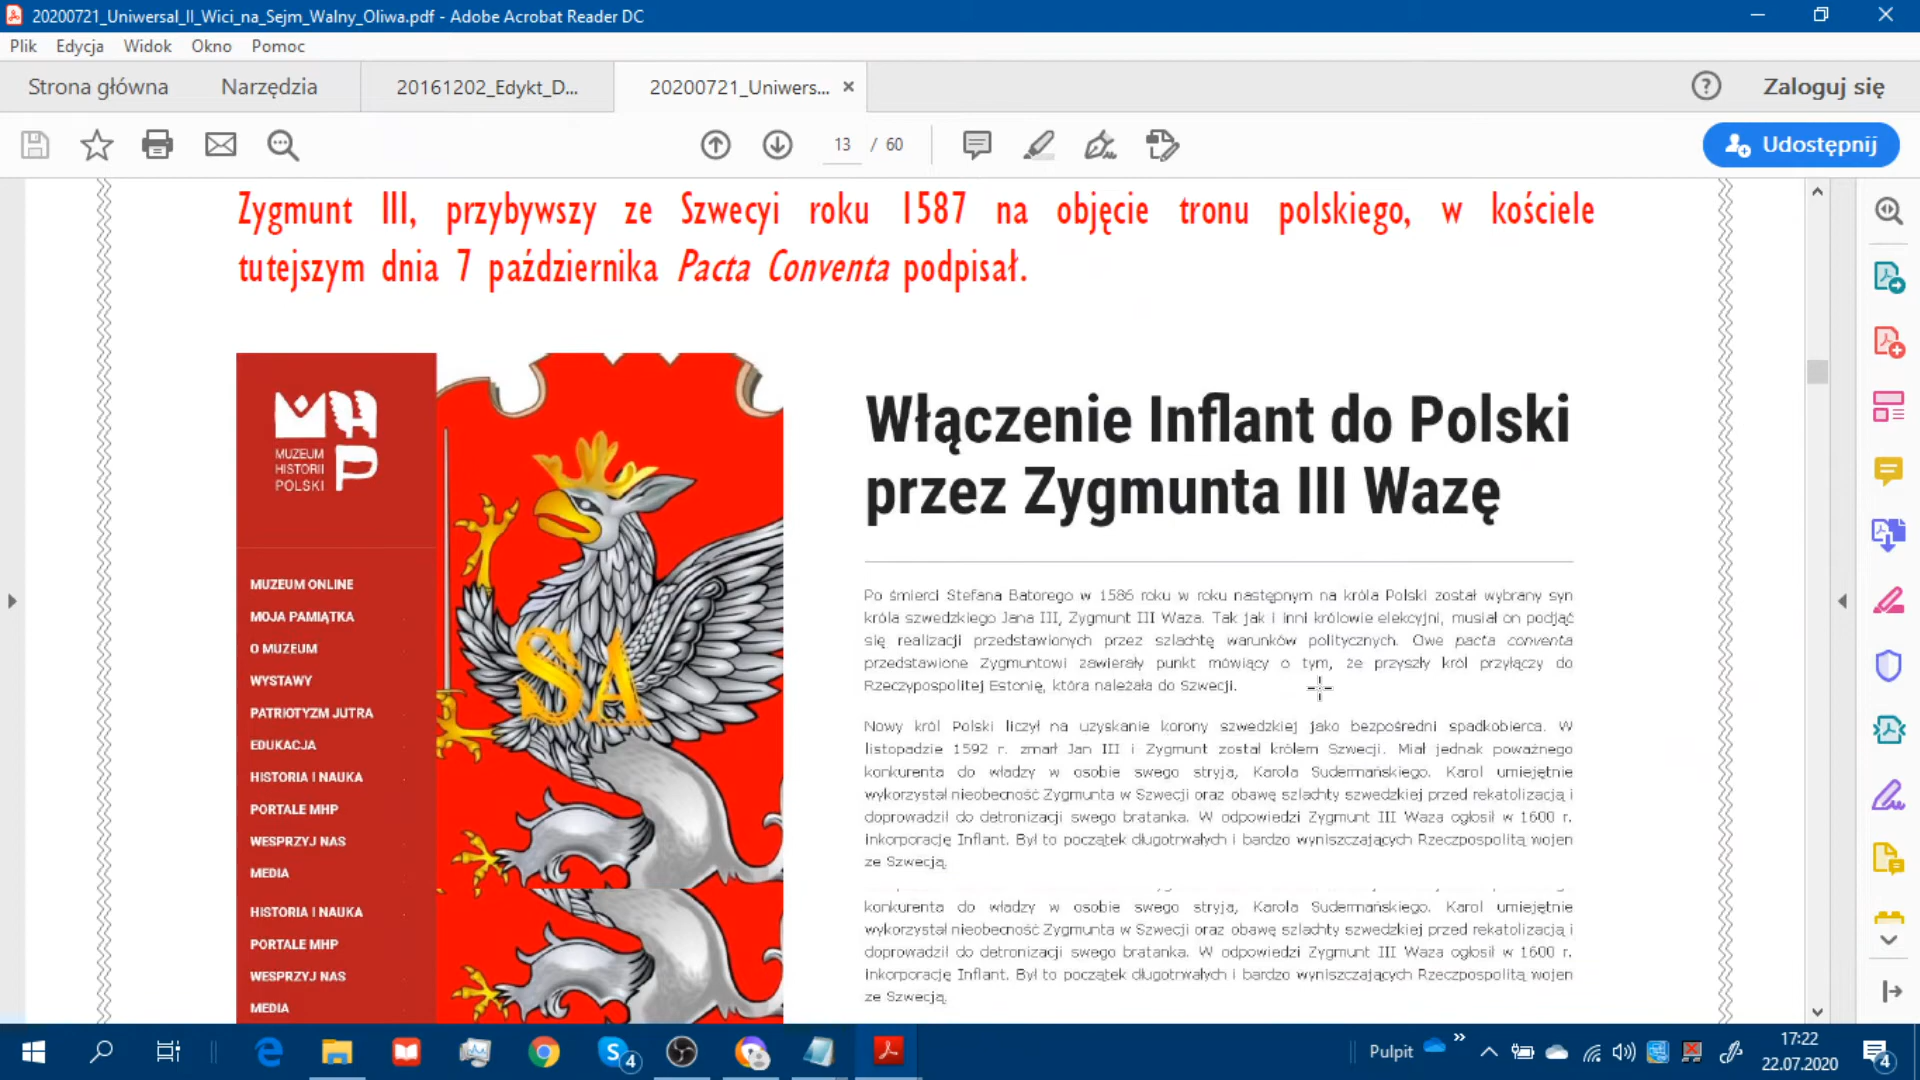 20200721_Uniwersal_II_Wici_na_Sejm_Walny_Oliwa.pdf - Adobe Acrobat Reader DC
Plik Edycja Widok Okno Pomoc
Strona główna Narzędzia 20161202_Edykt_D... 20200721_Uniwers... Zaloguj się
13 / 60 Udostępnij
Zygmunt III, przybywszy ze Szwecyi roku 1587 na objęcie tronu polskiego, w kościele
tutejszym dnia 7 października Pacta Conventa podpisał.
MUZEUM
HISTORII
POLSKI
MUZEUM ONLINE
MOJA PAMIĄTKA
O MUZEUM
WYSTAWY
PATRIOTYZM JUTRA
EDUKACJA
HISTORIA I NAUKA
PORTALE MHP
WESPRZYJ NAS
MEDIA
HISTORIA I NAUKA
PORTALE MHP
WESPRZYJ NAS
MEDIA
SA
Włączenie Inflant do Polski
przez Zygmunta III Wazę
Po śmierci Stefana Batorego w 1586 roku w roku następnym na króla Polski został wybrany syn
króla szwedzkiego Jana III, Zygmunt III Waza. Tak jak i inni królowie elekcyjni, musiał on podjąć
się realizacji przedstawionych przez szlachtę warunków politycznych. Owe pacta conventa
przedstawione Zygmuntowi zawierały punkt mówiący o tym, że przyszły król przyłączy do
Rzeczypospolitej Estonię, która należała do Szwecji.
Nowy król Polski liczył na uzyskanie korony szwedzkiej jako bezpośredni spadkobierca. W
listopadzie 1592 r. zmarł Jan III i Zygmunt został królem Szwecji. Miał jednak poważnego
konkurenta do władzy w osobie swego stryja, Karola Sudermańskiego. Karol umiejętnie
wykorzystał nieobecność Zygmunta w Szwecji oraz obawę szlachty szwedzkiej przed rekatolizacją i
doprowadził do detronizacji swego bratanka. W odpowiedzi Zygmunt III Waza ogłosił w 1600 r.
inkorporację Inflant. Był to początek długotrwałych i bardzo wyniszczających Rzeczpospolitą wojen
ze Szwecją.
konkurenta do władzy w osobie swego stryja, Karola Sudermańskiego. Karol umiejętnie
wykorzystał nieobecność Zygmunta w Szwecji oraz obawę szlachty szwedzkiej przed rekatolizacją i
doprowadził do detronizacji swego bratanka. W odpowiedzi Zygmunt III Waza ogłosił w 1600 r.
inkorporację Inflant. Był to początek długotrwałych i bardzo wyniszczających Rzeczpospolitą wojen
ze Szwecją.
Pulpit
17:22
22.07.2020
4
4